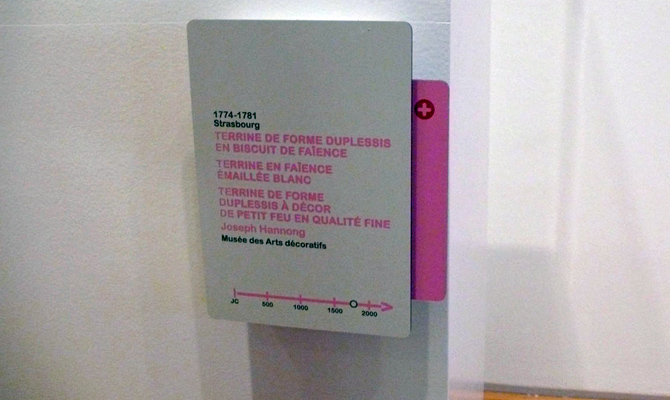 1774-1781
Strasbourg
TERRINE DE FORME DUPLESSIS
EN BISCUIT DE FAÏENCE
TERRINE EN FAÏENCE
ÉMAILLÉE BLANC
TERRINE DE FORME
DUPLESSIS À DÉCOR
DE PETIT FEU EN QUALITÉ FINE
Joseph Hannong
Musée des Arts décoratifs
JC 500 1000 1500 2000